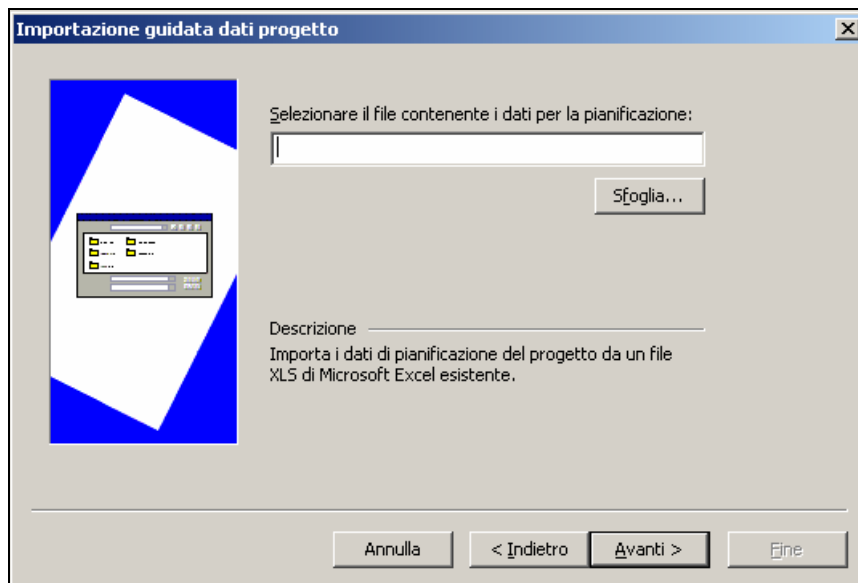 Importazione guidata dati progetto
Selezionare il file contenente i dati per la pianificazione:
Sfoglia...
Descrizione
Importa i dati di pianificazione del progetto da un file
XLS di Microsoft Excel esistente.
Annulla
< Indietro
Avanti >
Fine